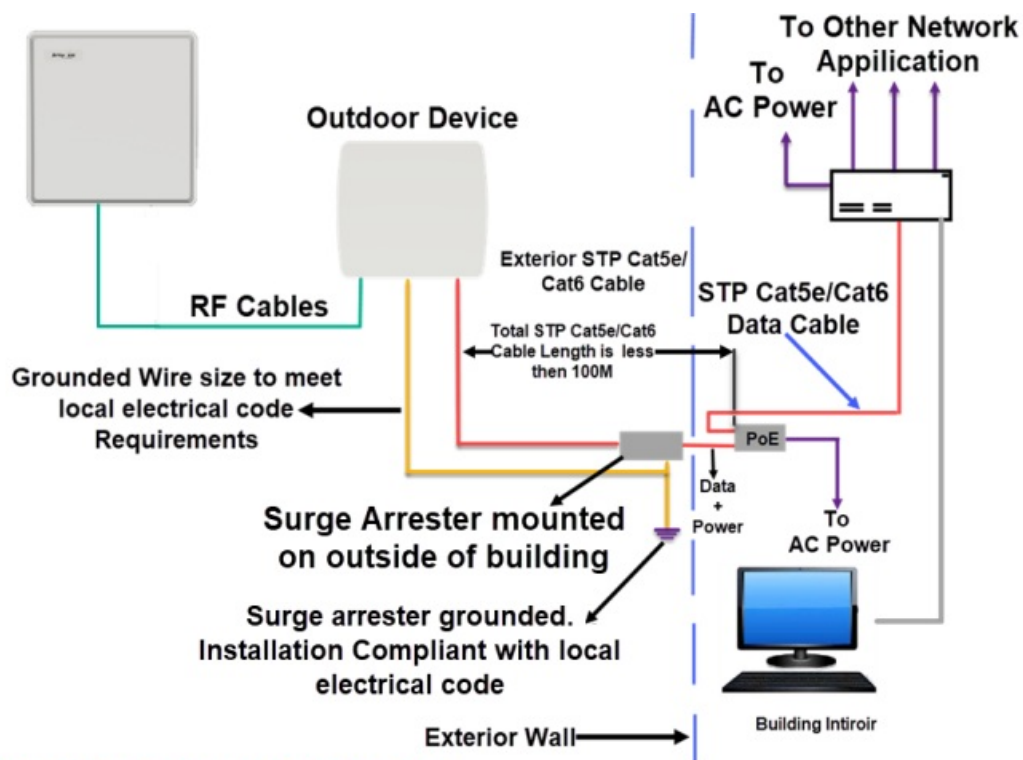 To Other Network
Appilication
To
AC Power
Outdoor Device
Exterior STP Cat5e/
Cat6 Cable
STP Cat5e/Cat6
Data Cable
RF Cables
Total STP Cat5e/Cat6
Cable Length is less
then 100M
Grounded Wire size to meet
local electrical code
Requirements
PoE
Data
+
Power
To
AC Power
Surge Arrester mounted
on outside of building
Surge arrester grounded.
Installation Compliant with local
electrical code
Building Intiroir
Exterior Wall